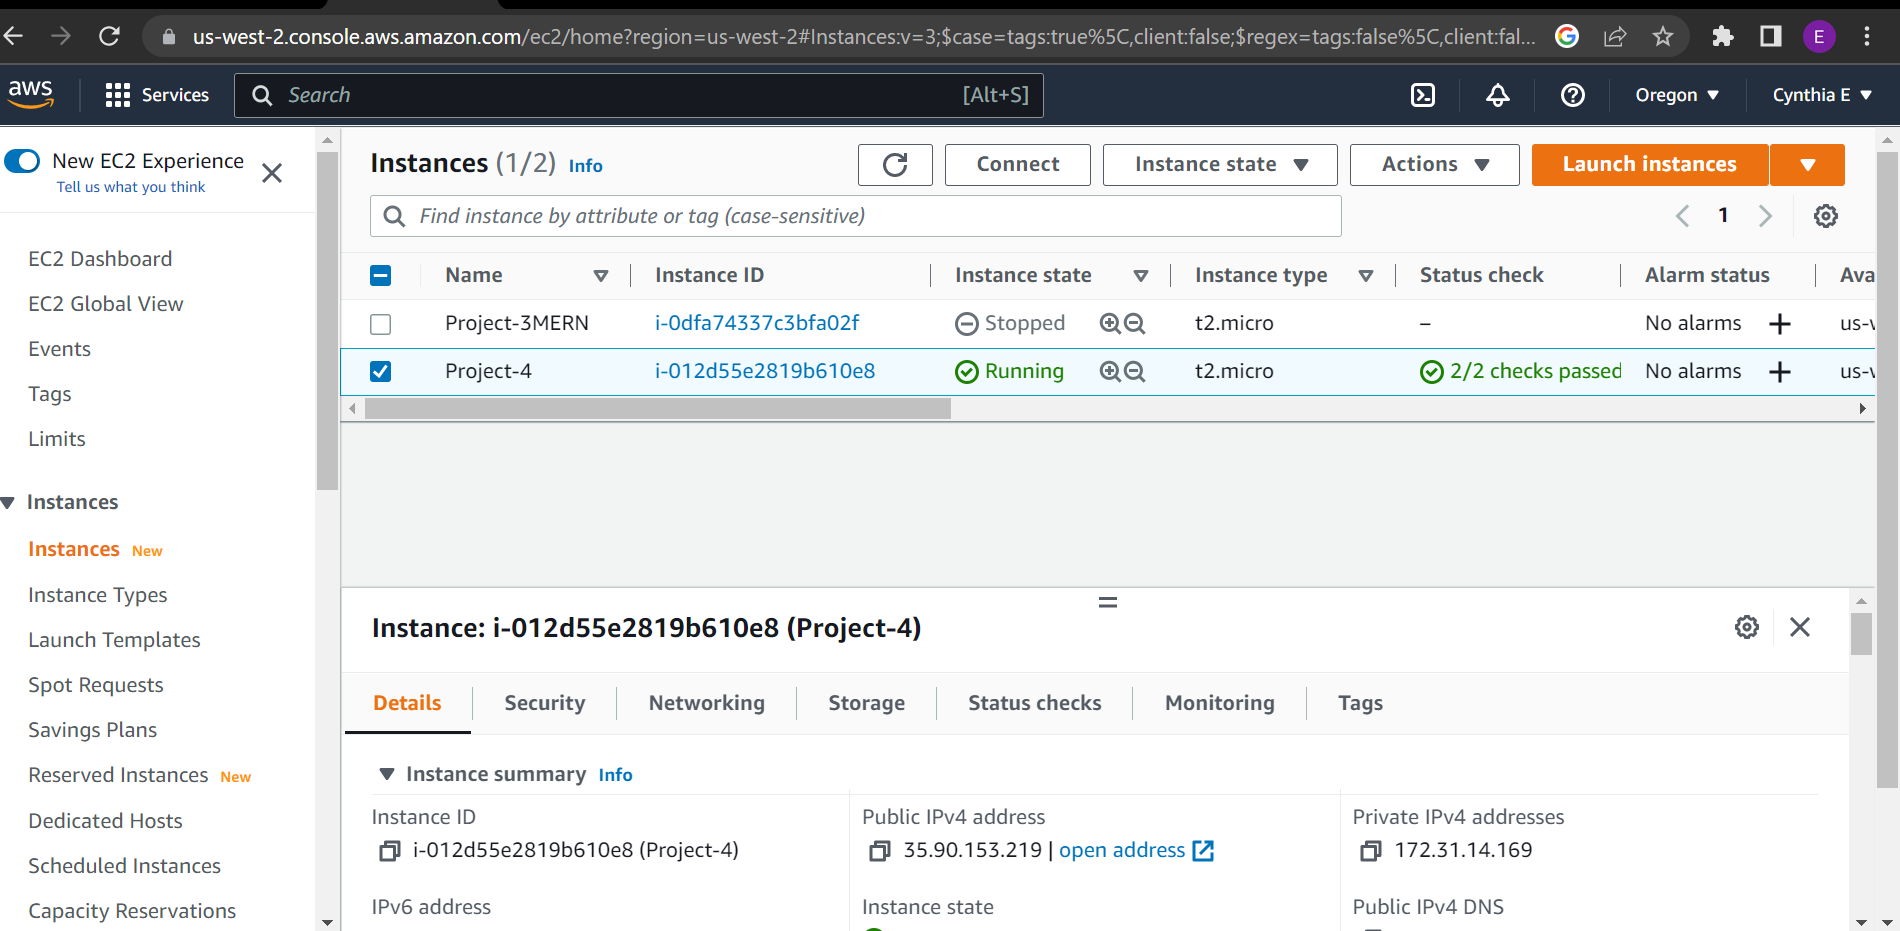 us-west-2.console.aws.amazon.com/ec2/home?region=us-west-2#Instances:v=3;$case=tags:true%5C,client:false;$regex=tags:false%5C,client:fal...
E
aws
Services
Search
[Alt+S]
Oregon
Cynthia E
New EC2 Experience
Tell us what you think
EC2 Dashboard
EC2 Global View
Events
Tags
Limits
Instances
Instances New
Instance Types
Launch Templates
Spot Requests
Savings Plans
Reserved Instances New
Dedicated Hosts
Scheduled Instances
Capacity Reservations
Instances (1/2) Info
Connect
Instance state
Actions
Launch instances
Find instance by attribute or tag (case-sensitive)
1
Name Instance ID Instance state Instance type Status check Alarm status Ava
Project-3MERN i-0dfa74337c3bfa02f Stopped t2.micro – No alarms + us-
Project-4 i-012d55e2819b610e8 Running t2.micro 2/2 checks passed No alarms + us-
Instance: i-012d55e2819b610e8 (Project-4)
Details Security Networking Storage Status checks Monitoring Tags
Instance summary Info
Instance ID
i-012d55e2819b610e8 (Project-4)
Public IPv4 address
35.90.153.219 | open address
Private IPv4 addresses
172.31.14.169
IPv6 address
Instance state
Public IPv4 DNS